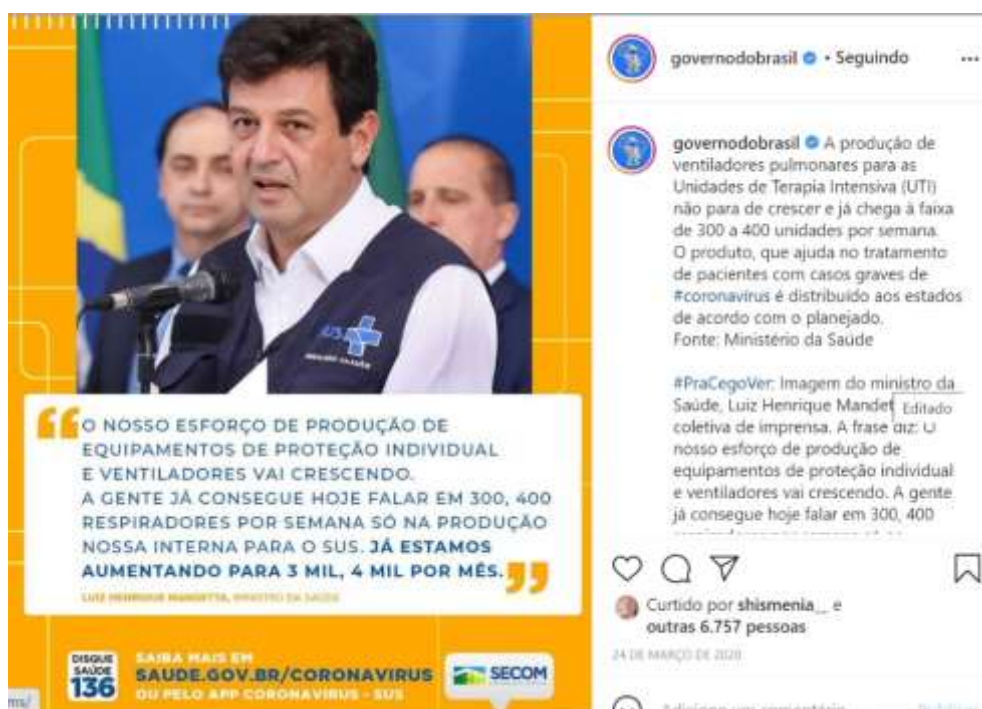 governodobrasil • Seguindo
governodobrasil A produção de
ventiladores pulmonares para as
Unidades de Terapia Intensiva (UTI)
não para de crescer e já chega à faixa
de 300 a 400 unidades por semana.
O produto, que ajuda no tratamento
de pacientes com casos graves de
#coronavirus é distribuído aos estados
de acordo com o planejado.
Fonte: Ministério da Saúde
#PraCegoVer: Imagem do ministro da
Saúde, Luiz Henrique
Editado
coletiva de imprensa. A frase diz: O
nosso esforço de produção de
equipamentos de proteção individual
e ventiladores vai crescendo. A gente
já consegue hoje falar em 300, 400
Curtido por shismenia__ e
outras 6.757 pessoas
24 DE MARÇO DE 2020
Adicione um comentário
Publicar
SUS
“O NOSSO ESFORÇO DE PRODUÇÃO DE
EQUIPAMENTOS DE PROTEÇÃO INDIVIDUAL
E VENTILADORES VAI CRESCENDO.
A GENTE JÁ CONSEGUE HOJE FALAR EM 300, 400
RESPIRADORES POR SEMANA SÓ NA PRODUÇÃO
NOSSA INTERNA PARA O SUS. JÁ ESTAMOS
AUMENTANDO PARA 3 MIL, 4 MIL POR MÊS.”
LUIZ HENRIQUE MANDETTA, MINISTRO DA SAÚDE
DISQUE
SAÚDE
136
SAIBA MAIS EM
SAUDE.GOV.BR/CORONAVIRUS
OU PELO APP CORONAVÍRUS - SUS
SECOM